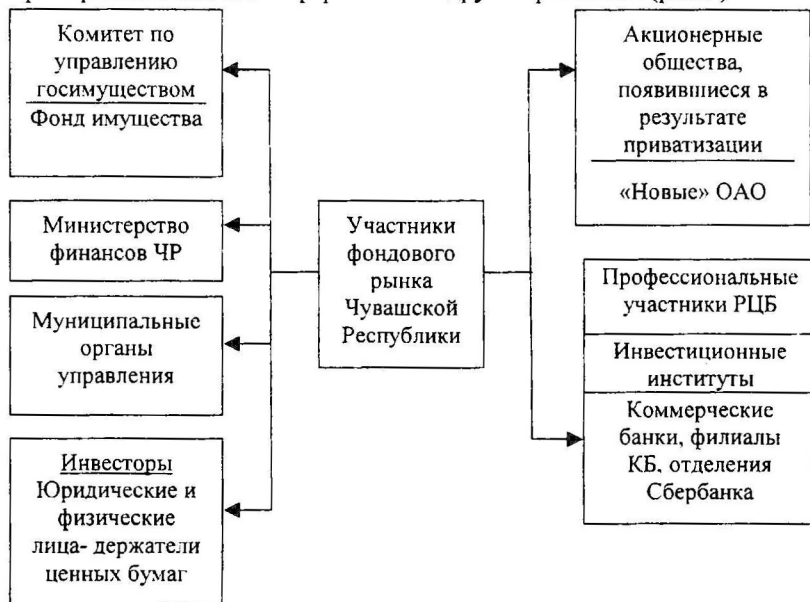 Комитет по
управлению
госимуществом
Фонд имущества
Министерство
финансов ЧР
Муниципальные
органы
управления
Инвесторы
Юридические и
физические
лица- держатели
ценных бумаг
Участники
фондового
рынка
Чувашской
Республики
Акционерные
общества,
появившиеся в
результате
приватизации
«Новые» ОАО
Профессиональные
участники РЦБ
Инвестиционные
институты
Коммерческие
банки, филиалы
КБ, отделения
Сбербанка